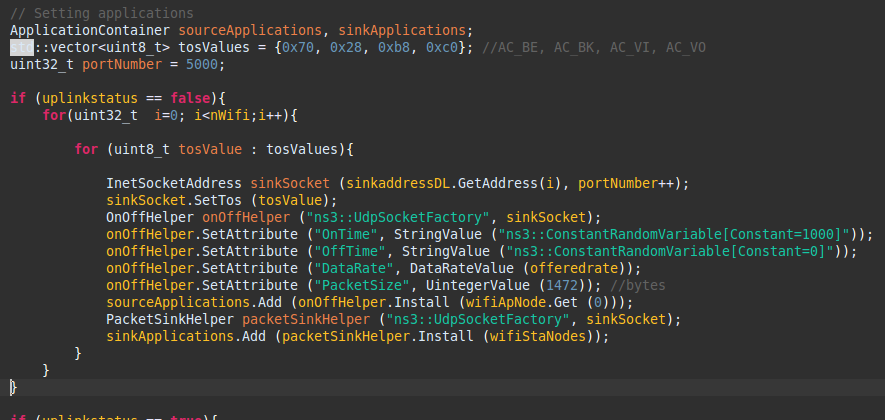 // Setting applications
ApplicationContainer sourceApplications, sinkApplications;
std::vector<uint8_t> tosValues = {0x70, 0x28, 0xb8, 0xc0}; //AC_BE, AC_BK, AC_VI, AC_VO
uint32_t portNumber = 5000;
if (uplinkstatus == false){
for(uint32_t  i=0; i<nWifi;i++){
for (uint8_t tosValue : tosValues){
InetSocketAddress sinkSocket (sinkaddressDL.GetAddress(i), portNumber++);
sinkSocket.SetTos (tosValue);
OnOffHelper onOffHelper ("ns3::UdpSocketFactory", sinkSocket);
onOffHelper.SetAttribute ("OnTime", StringValue ("ns3::ConstantRandomVariable[Constant=1000]"));
onOffHelper.SetAttribute ("OffTime", StringValue ("ns3::ConstantRandomVariable[Constant=0]"));
onOffHelper.SetAttribute ("DataRate", DataRateValue (offeredrate));
onOffHelper.SetAttribute ("PacketSize", UintegerValue (1472)); //bytes
sourceApplications.Add (onOffHelper.Install (wifiApNode.Get (0)));
PacketSinkHelper packetSinkHelper ("ns3::UdpSocketFactory", sinkSocket);
sinkApplications.Add (packetSinkHelper.Install (wifiStaNodes));
}
}
}
if (uplinkstatus == true){